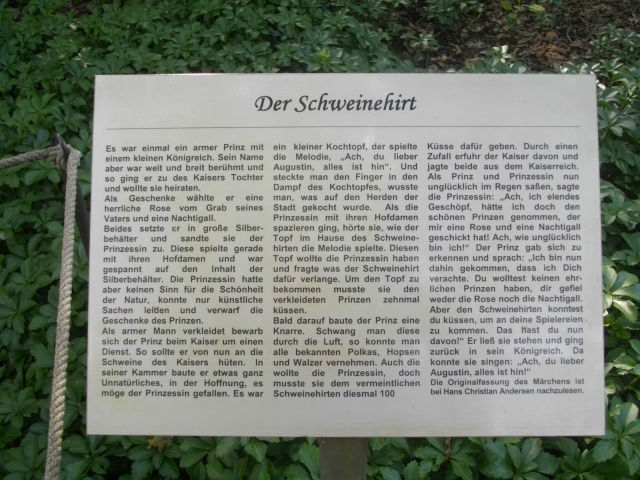 Der Schweinehirt
Es war einmal ein armer Prinz mit
einem kleinen Königreich. Sein Name
aber war weit und breit berühmt und
so ging er zu des Kaisers Tochter
und wollte sie heiraten.
Als Geschenke wählte er eine
herrliche Rose vom Grab seines
Vaters und eine Nachtigall.
Beides setzte er in große Silber-
behälter und sandte sie der
Prinzessin zu. Diese spielte gerade
mit ihren Hofdamen und war
gespannt auf den Inhalt der
Silberbehälter. Die Prinzessin hatte
aber keinen Sinn für die Schönheit
der Natur, konnte nur künstliche
Sachen leiden und verwarf die
Geschenke des Prinzen.
Als armer Mann verkleidet bewarb
sich der Prinz beim Kaiser um einen
Dienst. So sollte er von nun an die
Schweine des Kaisers hüten. In
seiner Kammer baute er etwas ganz
Unnatürliches, in der Hoffnung, es
möge der Prinzessin gefallen. Es war
ein kleiner Kochtopf, der spielte
die Melodie, „Ach, du lieber
Augustin, alles ist hin“. Und
steckte man den Finger in den
Dampf des Kochtopfes, wusste
man, was auf den Herden der
Stadt gekocht wurde. Als die
Prinzessin mit ihren Hofdamen
spazieren ging, hörte sie, wie der
Topf im Hause des Schweine-
hirten die Melodie spielte. Diesen
Topf wollte die Prinzessin haben
und fragte was der Schweinehirt
dafür verlange. Um den Topf zu
bekommen musste sie den
verkleideten Prinzen zehnmal
küssen.
Bald darauf baute der Prinz eine
Knarre. Schwang man diese
durch die Luft, so konnte man
alle bekannten Polkas, Hopsen
und Walzer vernehmen. Auch die
wollte die Prinzessin, doch
musste sie dem vermeintlichen
Schweinehirten diesmal 100
Küsse dafür geben. Durch einen
Zufall erfuhr der Kaiser davon und
jagte beide aus dem Kaiserreich.
Als Prinz und Prinzessin nun
unglücklich im Regen saßen, sagte
die Prinzessin: „Ach, ich elendes
Geschöpf, hätte ich doch den
schönen Prinzen genommen, der
mir eine Rose und eine Nachtigall
geschickt hat! Ach, wie unglücklich
bin ich!“ Der Prinz gab sich zu
erkennen und sprach: „Ich bin nun
dahin gekommen, dass ich Dich
verachte. Du wolltest keinen ehr-
lichen Prinzen haben, dir gefiel
weder die Rose noch die Nachtigall.
Aber den Schweinehirten konntest
du küssen, um an deine Spielereien
zu kommen. Das hast du nun
davon!“ Er ließ sie stehen und ging
zurück in sein Königreich. Da
konnte sie singen: „Ach, du lieber
Augustin, alles ist hin!“
Die Originalfassung des Märchens ist
bei Hans Christian Andersen nachzulesen.